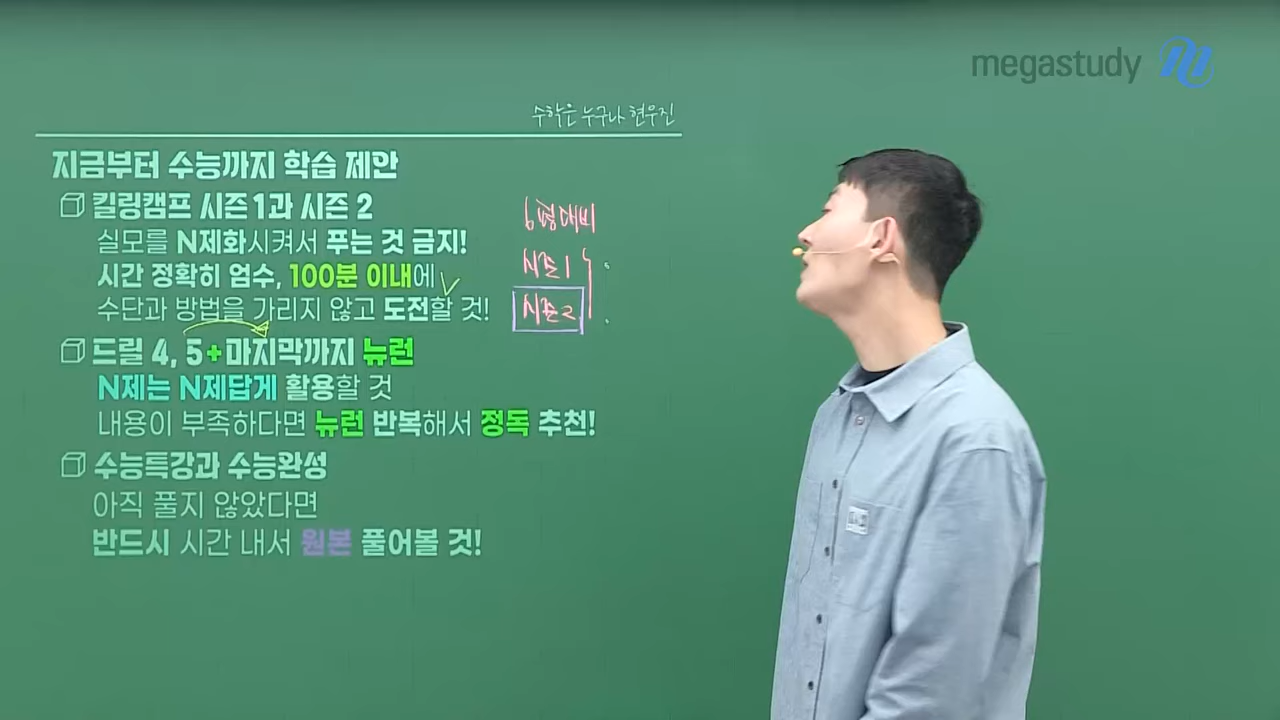 megastudy
수학은 누구나 현우진
지금부터 수능까지 학습 제안
킬링캠프 시즌 1과 시즌 2
실모를 N제화시켜서 푸는 것 금지!
시간 정확히 엄수, 100분 이내에
수단과 방법을 가리지 않고 도전할 것!
6평대비
시즌 1
시즌 2
드릴 4, 5+마지막까지 뉴런
N제는 N제답게 활용할 것
내용이 부족하다면 뉴런 반복해서 정독 추천!
수능특강과 수능완성
아직 풀지 않았다면
반드시 시간 내서 원본 풀어볼 것!